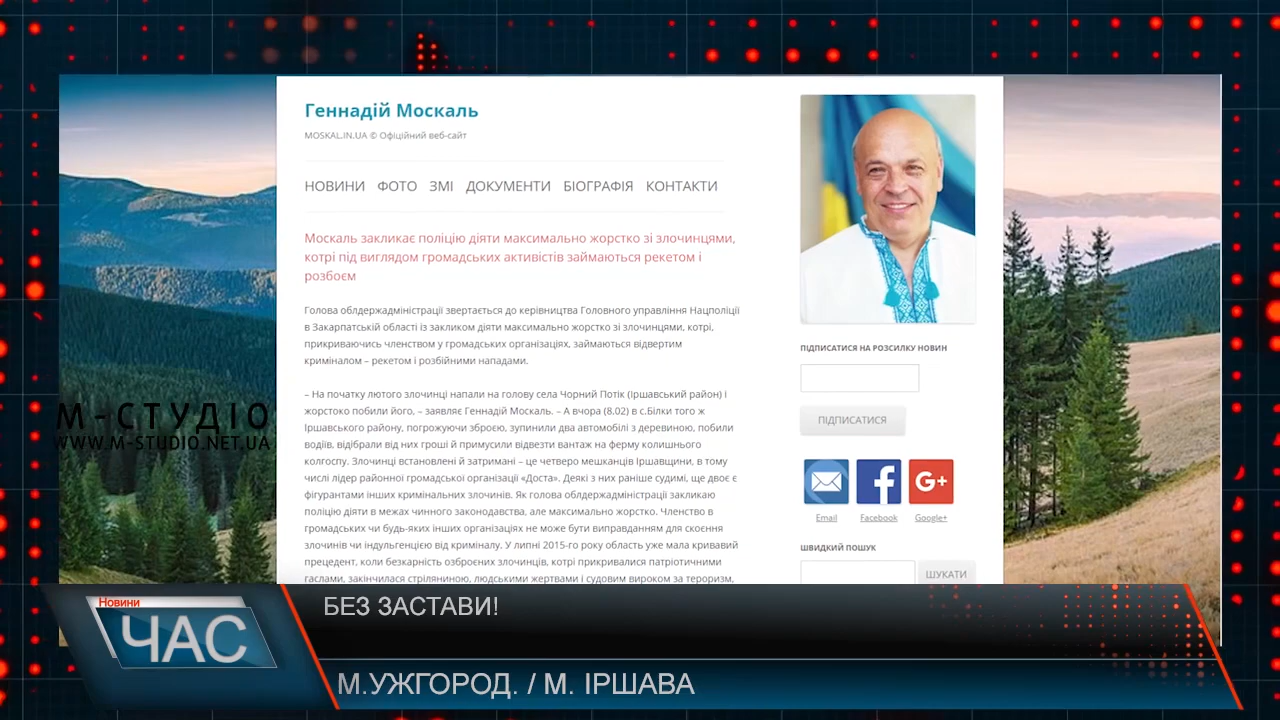 Геннадій Москаль
MOSKAL.IN.UA © Офіційний веб-сайт
НОВИНИ ФОТО ЗМІ ДОКУМЕНТИ БІОГРАФІЯ КОНТАКТИ
Москаль закликає поліцію діяти максимально жорстко зі злочинцями,
котрі під виглядом громадських активістів займаються рекетом і
розбоєм
Голова облдержадміністрації звертається до керівництва Головного управління Нацполіції
в Закарпатській області із закликом діяти максимально жорстко зі злочинцями, котрі,
прикриваючись членством у громадських організаціях, займаються відвертим
криміналом – рекетом і розбійними нападами.
– На початку лютого злочинці напали на голову села Чорний Потік (Іршавський район) і
жорстоко побили його, – заявляє Геннадій Москаль. – А вчора (8.02) в с.Білки того ж
Іршавського району, погрожуючи зброєю, зупинили два автомобілі з деревиною, побили
водіїв, відібрали від них гроші й примусили відвезти вантаж на ферму колишнього
колгоспу. Злочинці встановлені й затримані – це четверо мешканців Іршавщини, в тому
числі лідер районної громадської організації «Доста». Деякі з них раніше судимі, ще двоє є
фігурантами інших кримінальних злочинів. Як голова облдержадміністрації закликаю
поліцію діяти в межах чинного законодавства, але максимально жорстко. Членство в
громадських чи будь-яких інших організаціях не може бути виправданням для скоєння
злочинів чи індульгенцією від криміналу. У липні 2015-го року область уже мала кривавий
прецедент, коли безкарність озброєних злочинців, котрі прикривалися патріотичними
гаслами, закінчилася стріляниною, людськими жертвами і судовим вироком за тероризм,
ПІДПИСАТИСЯ НА РОЗСИЛКУ НОВИН
ПІДПИСАТИСЯ
G+
Email Facebook Google+
ШВИДКИЙ ПОШУК
ШУКАТИ
М-СТУДІО
WWW.M-STUDIO.NET.UA
Новини
ЧАС
БЕЗ ЗАСТАВИ!
М.УЖГОРОД. / М. ІРШАВА